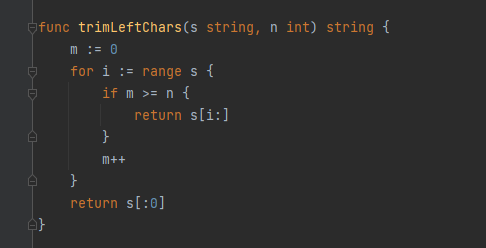 func trimLeftChars(s string, n int) string {
    m := 0
    for i := range s {
        if m >= n {
            return s[i:]
        }
        m++
    }
    return s[:0]
}